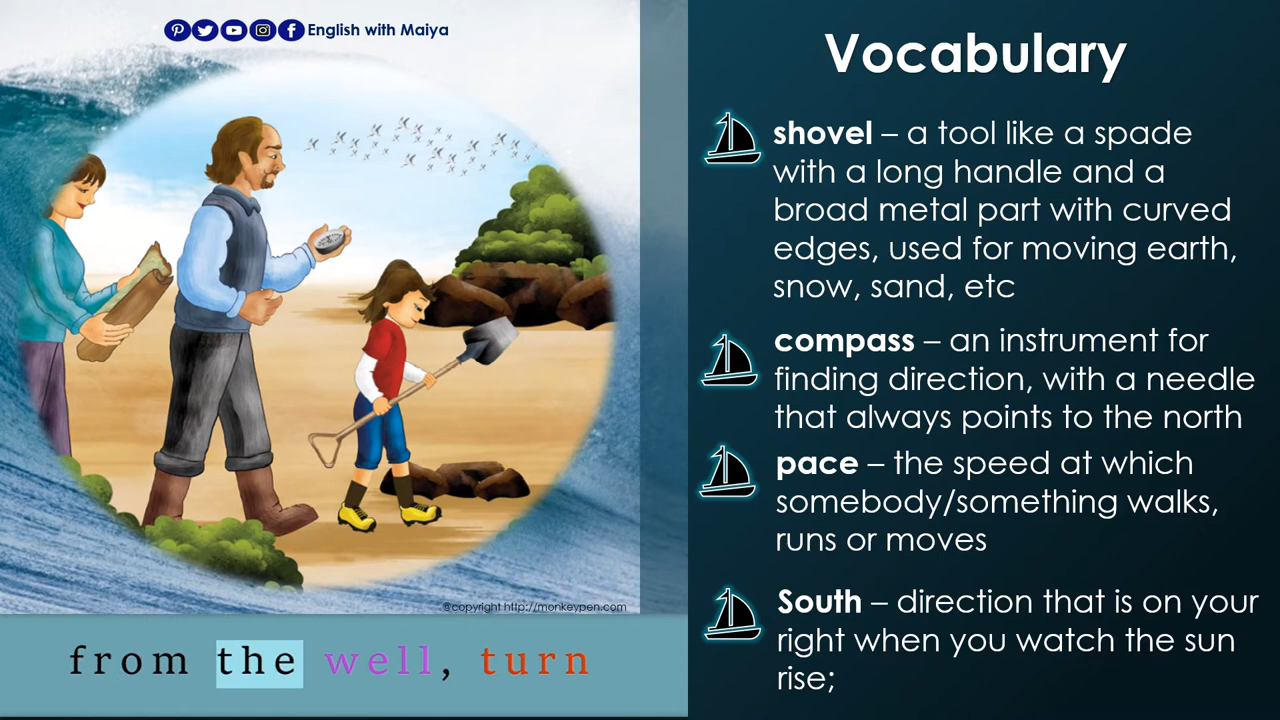 English with Maiya
©copyright http://monkeypen.com
from the well, turn
Vocabulary
shovel – a tool like a spade
with a long handle and a
broad metal part with curved
edges, used for moving earth,
snow, sand, etc
compass – an instrument for
finding direction, with a needle
that always points to the north
pace – the speed at which
somebody/something walks,
runs or moves
South – direction that is on your
right when you watch the sun
rise;